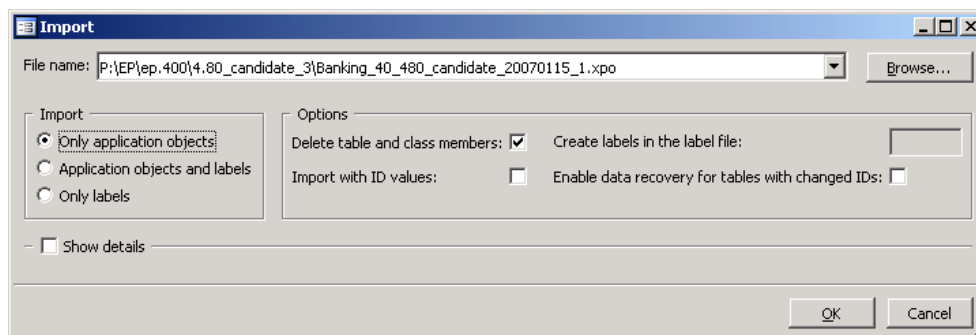 Import
File name: P:\EP\ep.400\4.80_candidate_3\Banking_40_480_candidate_20070115_1.xpo Browse...
Import
Only application objects
Application objects and labels
Only labels
Options
Delete table and class members: Create labels in the label file:
Import with ID values: Enable data recovery for tables with changed IDs:
Show details
OK Cancel